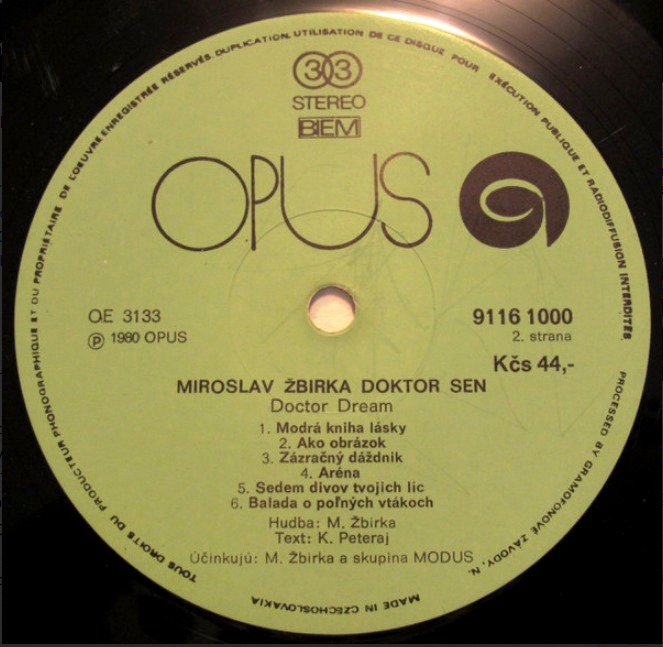 TOUS DROITS DU PRODUCTEUR PHONOGRAPHIQUE ET DU PROPRIÉTAIRE DE L'OEUVRE ENREGISTRÉE RÉSERVÉS. DUPLICATION, UTILISATION DE CE DISQUE POUR EXÉCUTION PUBLIQUE ET RADIODIFFUSION INTERDITES.
PROCESSED BY GRAMOFONOVÉ ZÁVODY, N.
MADE IN CZECHOSLOVAKIA
33
STEREO
BIEM
OPUS
OE 3133
Ⓟ 1980 OPUS
9116 1000
2. strana
Kčs 44,-
MIROSLAV ŽBIRKA DOKTOR SEN
Doctor Dream
1. Modrá kniha lásky
2. Ako obrázok
3. Zázračný dáždnik
4. Aréna
5. Sedem divov tvojich líc
6. Balada o poľných vtákoch
Hudba: M. Žbirka
Text: K. Peteraj
Účinkujú: M. Žbirka a skupina MODUS